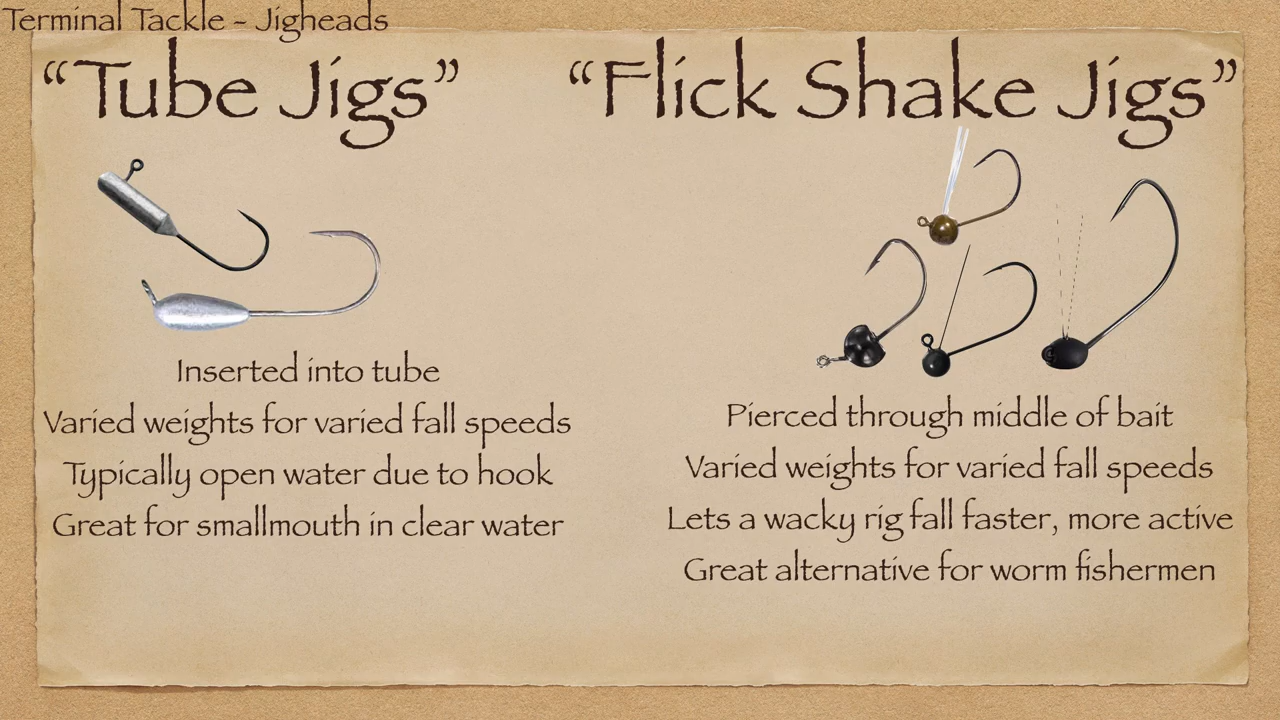 Terminal Tackle - Jigheads
"Tube Jigs"
"Flick Shake Jigs"
Inserted into tube
Varied weights for varied fall speeds
Typically open water due to hook
Great for smallmouth in clear water
Pierced through middle of bait
Varied weights for varied fall speeds
Lets a wacky rig fall faster, more active
Great alternative for worm fishermen